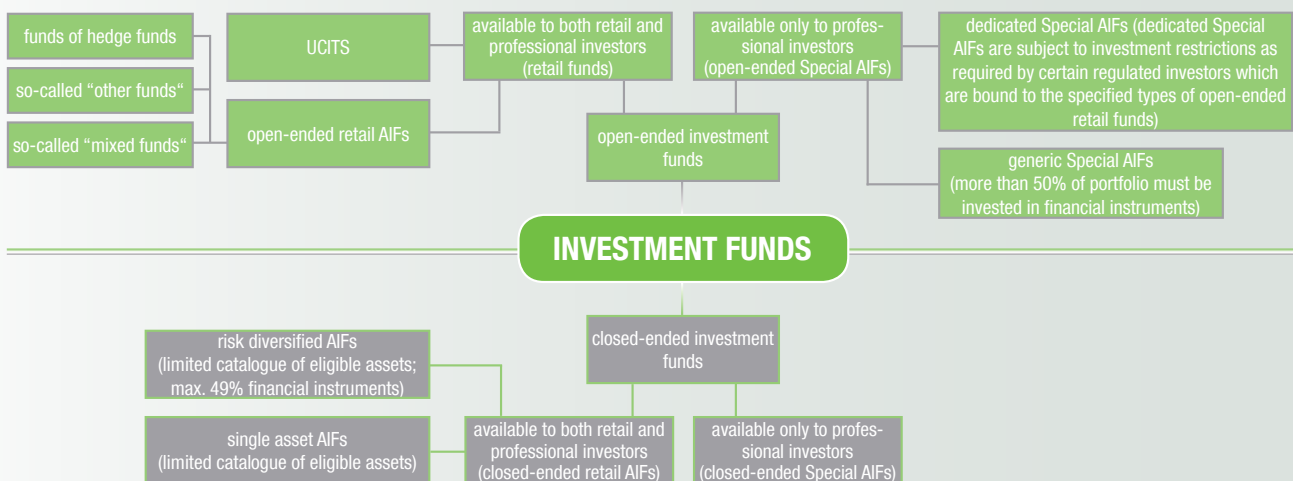 funds of hedge funds
so-called “other funds“
so-called “mixed funds“
UCITS
open-ended retail AIFs
available to both retail and
professional investors
(retail funds)
available only to profes-
sional investors
(open-ended Special AIFs)
open-ended investment
funds
dedicated Special AIFs (dedicated Special
AIFs are subject to investment restrictions as
required by certain regulated investors which
are bound to the specified types of open-ended
retail funds)
generic Special AIFs
(more than 50% of portfolio must be
invested in financial instruments)
INVESTMENT FUNDS
closed-ended investment
funds
risk diversified AIFs
(limited catalogue of eligible assets;
max. 49% financial instruments)
single asset AIFs
(limited catalogue of eligible assets)
available to both retail and
professional investors
(closed-ended retail AIFs)
available only to profes-
sional investors
(closed-ended Special AIFs)